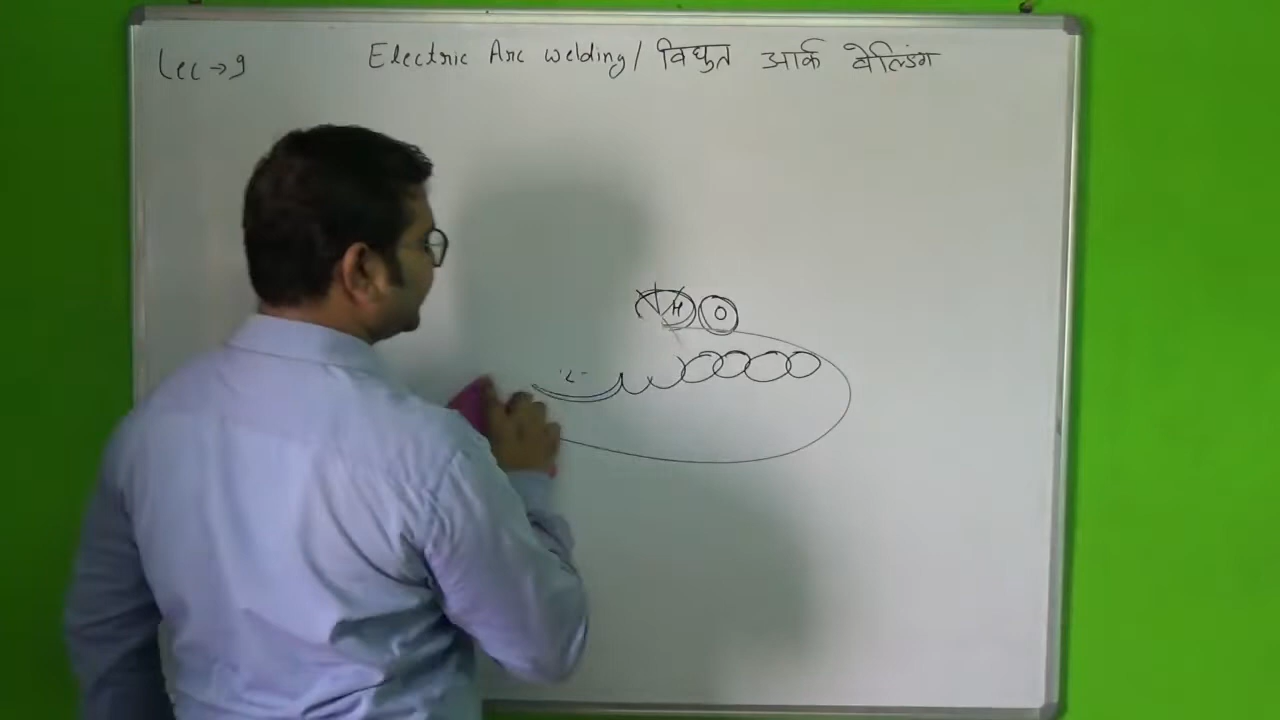 Lec → 9
Electric Arc welding / विद्युत आर्क वेल्डिंग
N H O